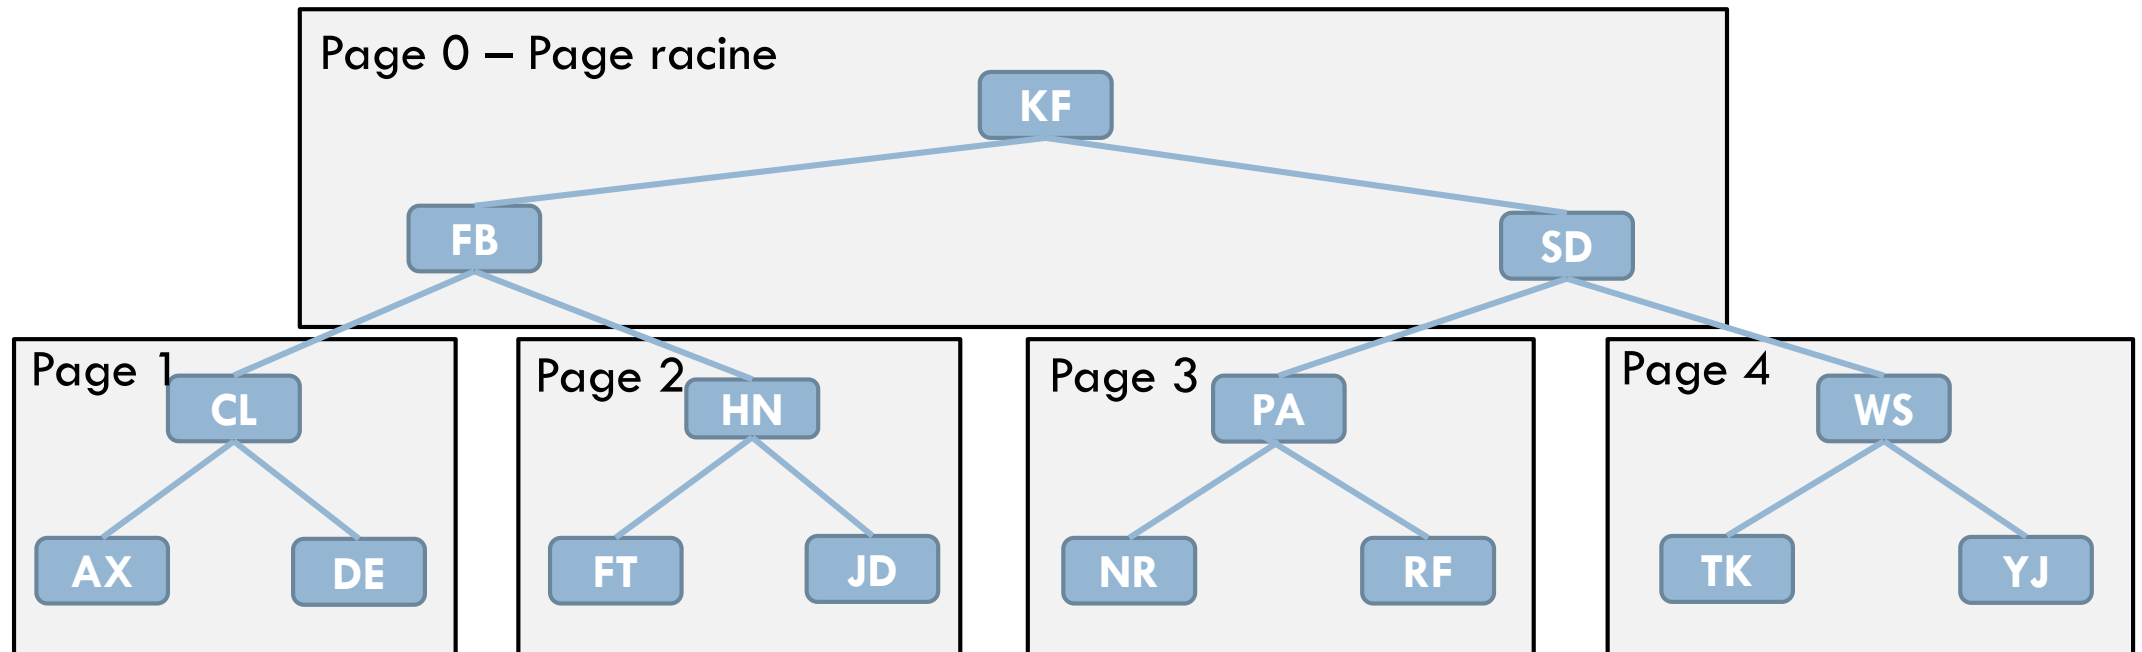 Page 0 – Page racine
KF
FB
SD
Page 1
Page 2
Page 3
Page 4
CL
HN
PA
WS
AX
DE
FT
JD
NR
RF
TK
YJ